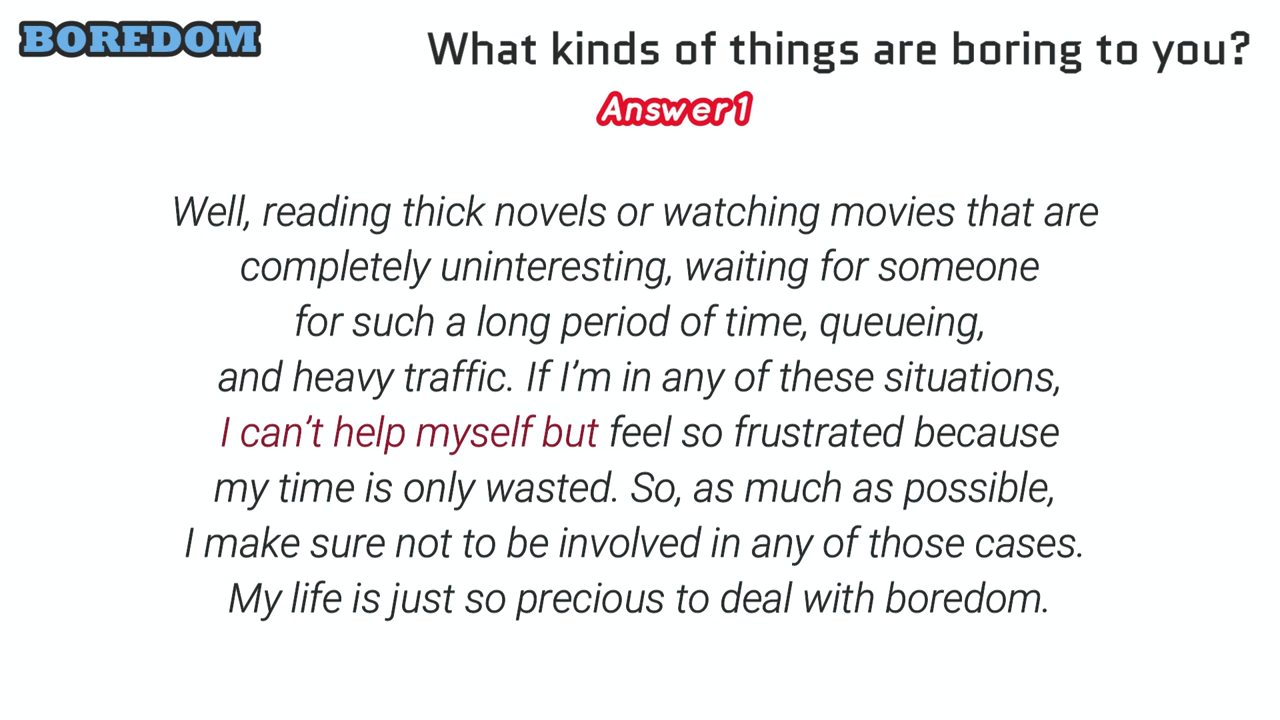 BOREDOM
What kinds of things are boring to you?
Answer 1
Well, reading thick novels or watching movies that are
completely uninteresting, waiting for someone
for such a long period of time, queueing,
and heavy traffic. If I'm in any of these situations,
I can't help myself but feel so frustrated because
my time is only wasted. So, as much as possible,
I make sure not to be involved in any of those cases.
My life is just so precious to deal with boredom.